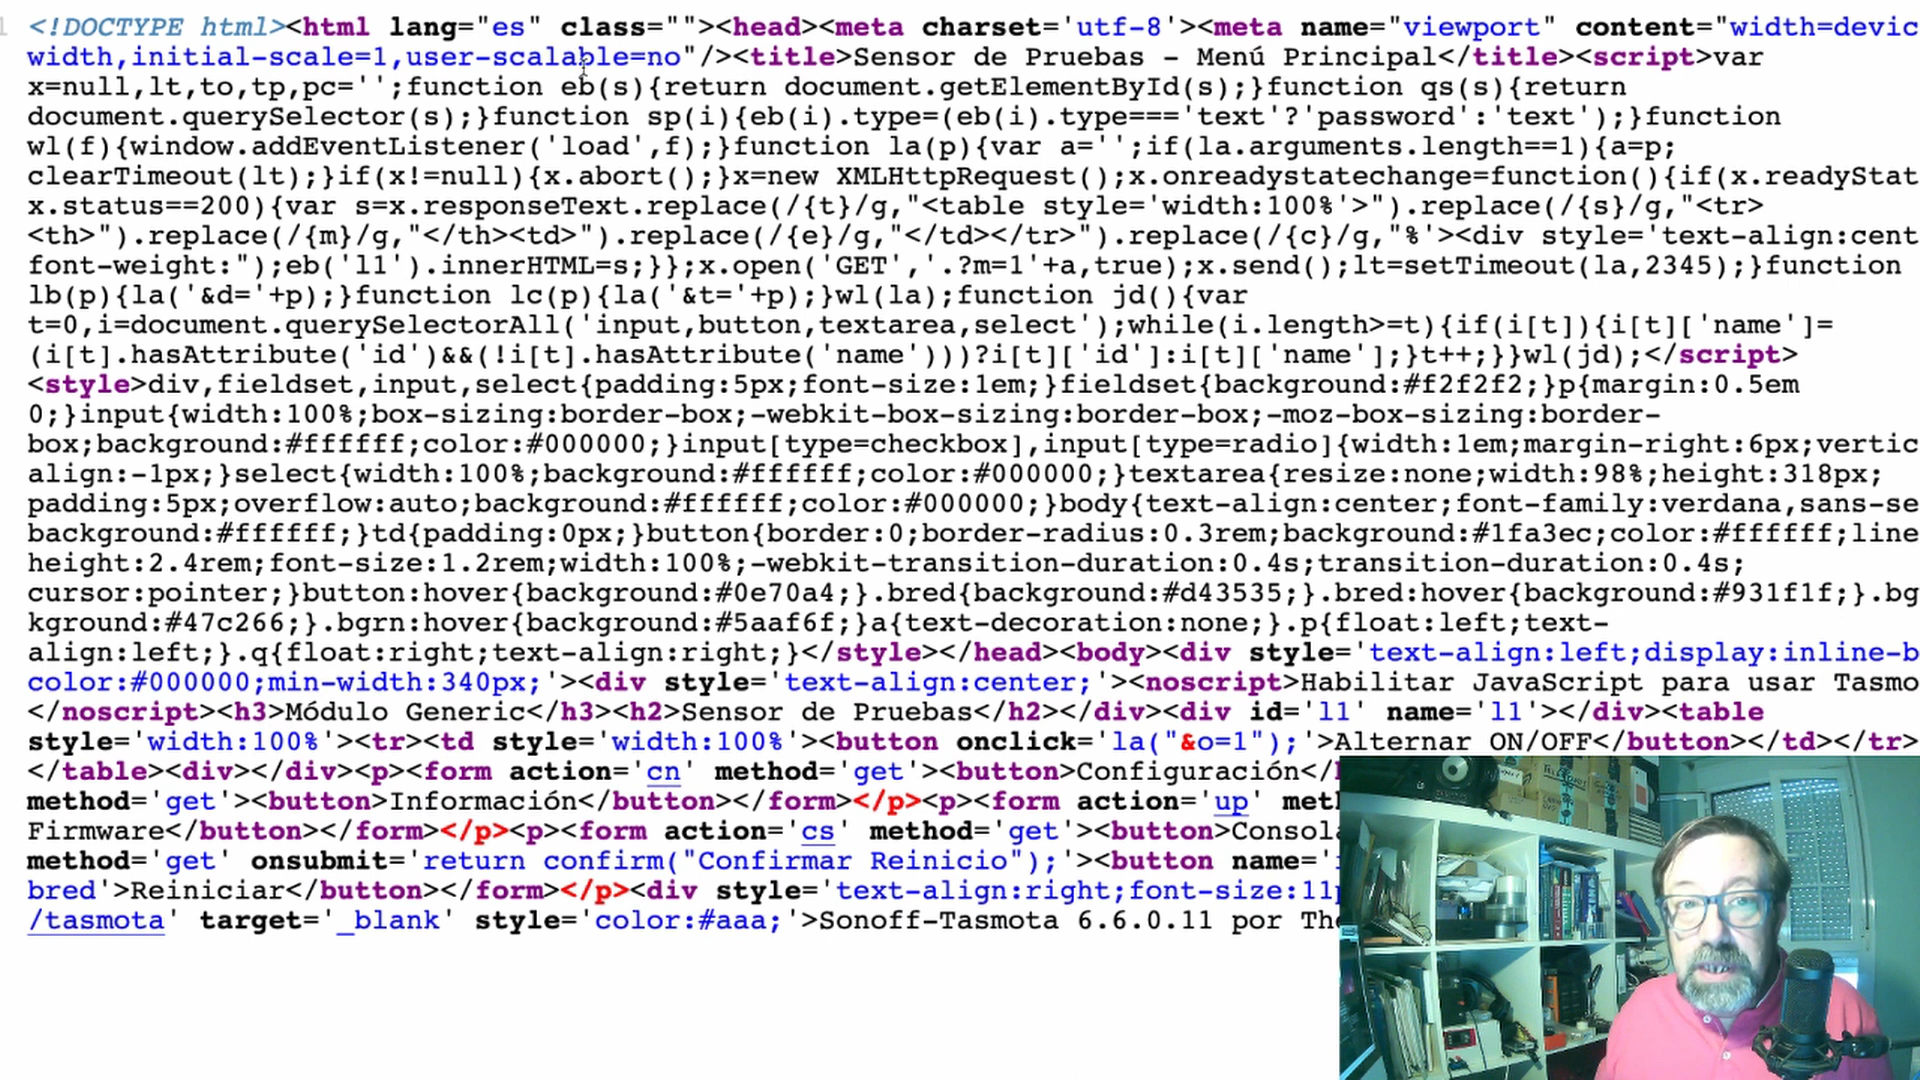 1 <!DOCTYPE html><html lang="es" class=""><head><meta charset='utf-8'><meta name="viewport" content="width=devic
width,initial-scale=1,user-scalable=no"/><title>Sensor de Pruebas - Menú Principal</title><script>var
x=null,lt,to,tp,pc='';function eb(s){return document.getElementById(s);}function qs(s){return
document.querySelector(s);}function sp(i){eb(i).type=(eb(i).type==='text'?'password':'text');}function
wl(f){window.addEventListener('load',f);}function la(p){var a='';if(la.arguments.length==1){a=p;
clearTimeout(lt);}if(x!=null){x.abort();}x=new XMLHttpRequest();x.onreadystatechange=function(){if(x.readyStat
x.status==200){var s=x.responseText.replace(/{t}/g,"<table style='width:100%'>").replace(/{s}/g,"<tr>
<th>").replace(/{m}/g,"</th><td>").replace(/{e}/g,"</td></tr>").replace(/{c}/g,"%'><div style='text-align:cent
font-weight:");eb('l1').innerHTML=s;}};x.open('GET','.?m=1'+a,true);x.send();lt=setTimeout(la,2345);}function
lb(p){la('&d='+p);}function lc(p){la('&t='+p);}wl(la);function jd(){var
t=0,i=document.querySelectorAll('input,button,textarea,select');while(i.length>=t){if(i[t]){i[t]['name']=
(i[t].hasAttribute('id')&&(!i[t].hasAttribute('name')))?i[t]['id']:i[t]['name'];}t++;}}wl(jd);</script>
<style>div,fieldset,input,select{padding:5px;font-size:1em;}fieldset{background:#f2f2f2;}p{margin:0.5em
0;}input{width:100%;box-sizing:border-box;-webkit-box-sizing:border-box;-moz-box-sizing:border-
box;background:#ffffff;color:#000000;}input[type=checkbox],input[type=radio]{width:1em;margin-right:6px;vertic
align:-1px;}select{width:100%;background:#ffffff;color:#000000;}textarea{resize:none;width:98%;height:318px;
padding:5px;overflow:auto;background:#ffffff;color:#000000;}body{text-align:center;font-family:verdana,sans-se
background:#ffffff;}td{padding:0px;}button{border:0;border-radius:0.3rem;background:#1fa3ec;color:#ffffff;line
height:2.4rem;font-size:1.2rem;width:100%;-webkit-transition-duration:0.4s;transition-duration:0.4s;
cursor:pointer;}button:hover{background:#0e70a4;}.bred{background:#d43535;}.bred:hover{background:#931f1f;}.bg
kground:#47c266;}.bgrn:hover{background:#5aaf6f;}a{text-decoration:none;}.p{float:left;text-
align:left;}.q{float:right;text-align:right;}</style></head><body><div style='text-align:left;display:inline-b
color:#000000;min-width:340px;'><div style='text-align:center;'><noscript>Habilitar JavaScript para usar Tasmo
</noscript><h3>Módulo Generic</h3><h2>Sensor de Pruebas</h2></div><div id='l1' name='l1'></div><table
style='width:100%'><tr><td style='width:100%'><button onclick='la("&o=1");'>Alternar ON/OFF</button></td></tr>
</table><div></div><p><form action='cn' method='get'><button>Configuración</
method='get'><button>Información</button></form></p><p><form action='up' met
Firmware</button></form></p><p><form action='cs' method='get'><button>Consol
method='get' onsubmit='return confirm("Confirmar Reinicio");'><button name='
bred'>Reiniciar</button></form></p><div style='text-align:right;font-size:11
/tasmota' target='_blank' style='color:#aaa;'>Sonoff-Tasmota 6.6.0.11 por Th